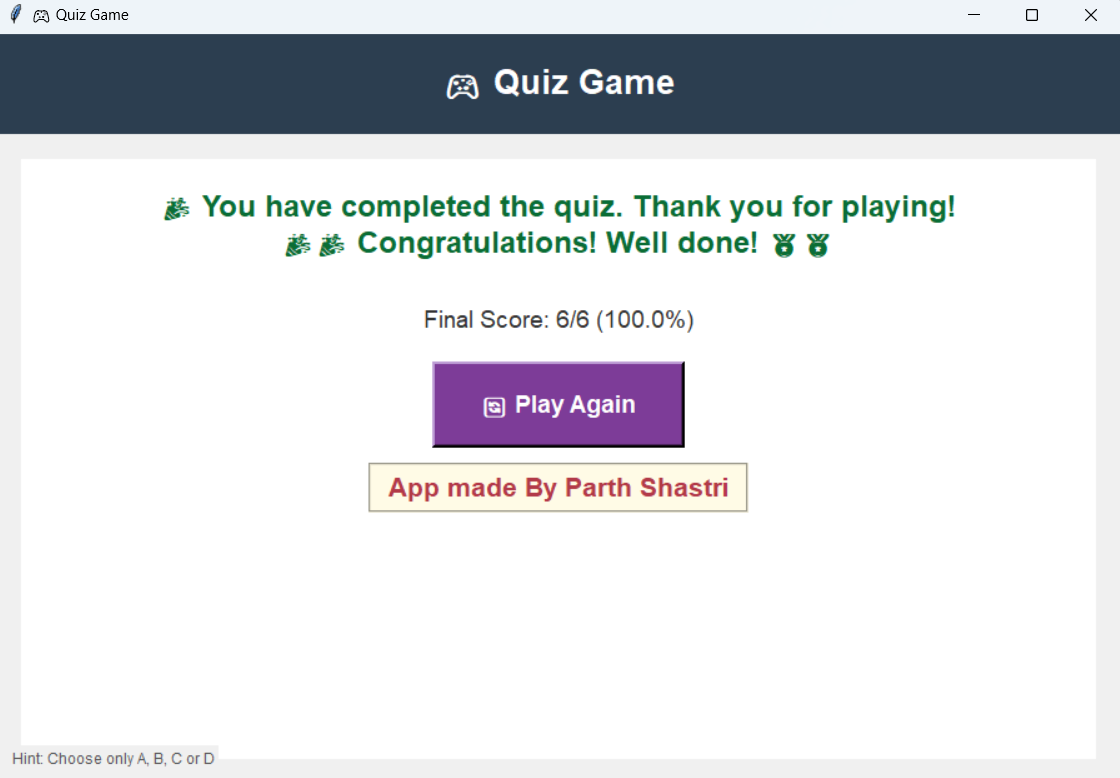 🎮 Quiz Game
🎮 Quiz Game
🎉 You have completed the quiz. Thank you for playing!
🎉🎉 Congratulations! Well done! 🏅🏅
Final Score: 6/6 (100.0%)
🔄 Play Again
App made By Parth Shastri
Hint: Choose only A, B, C or D